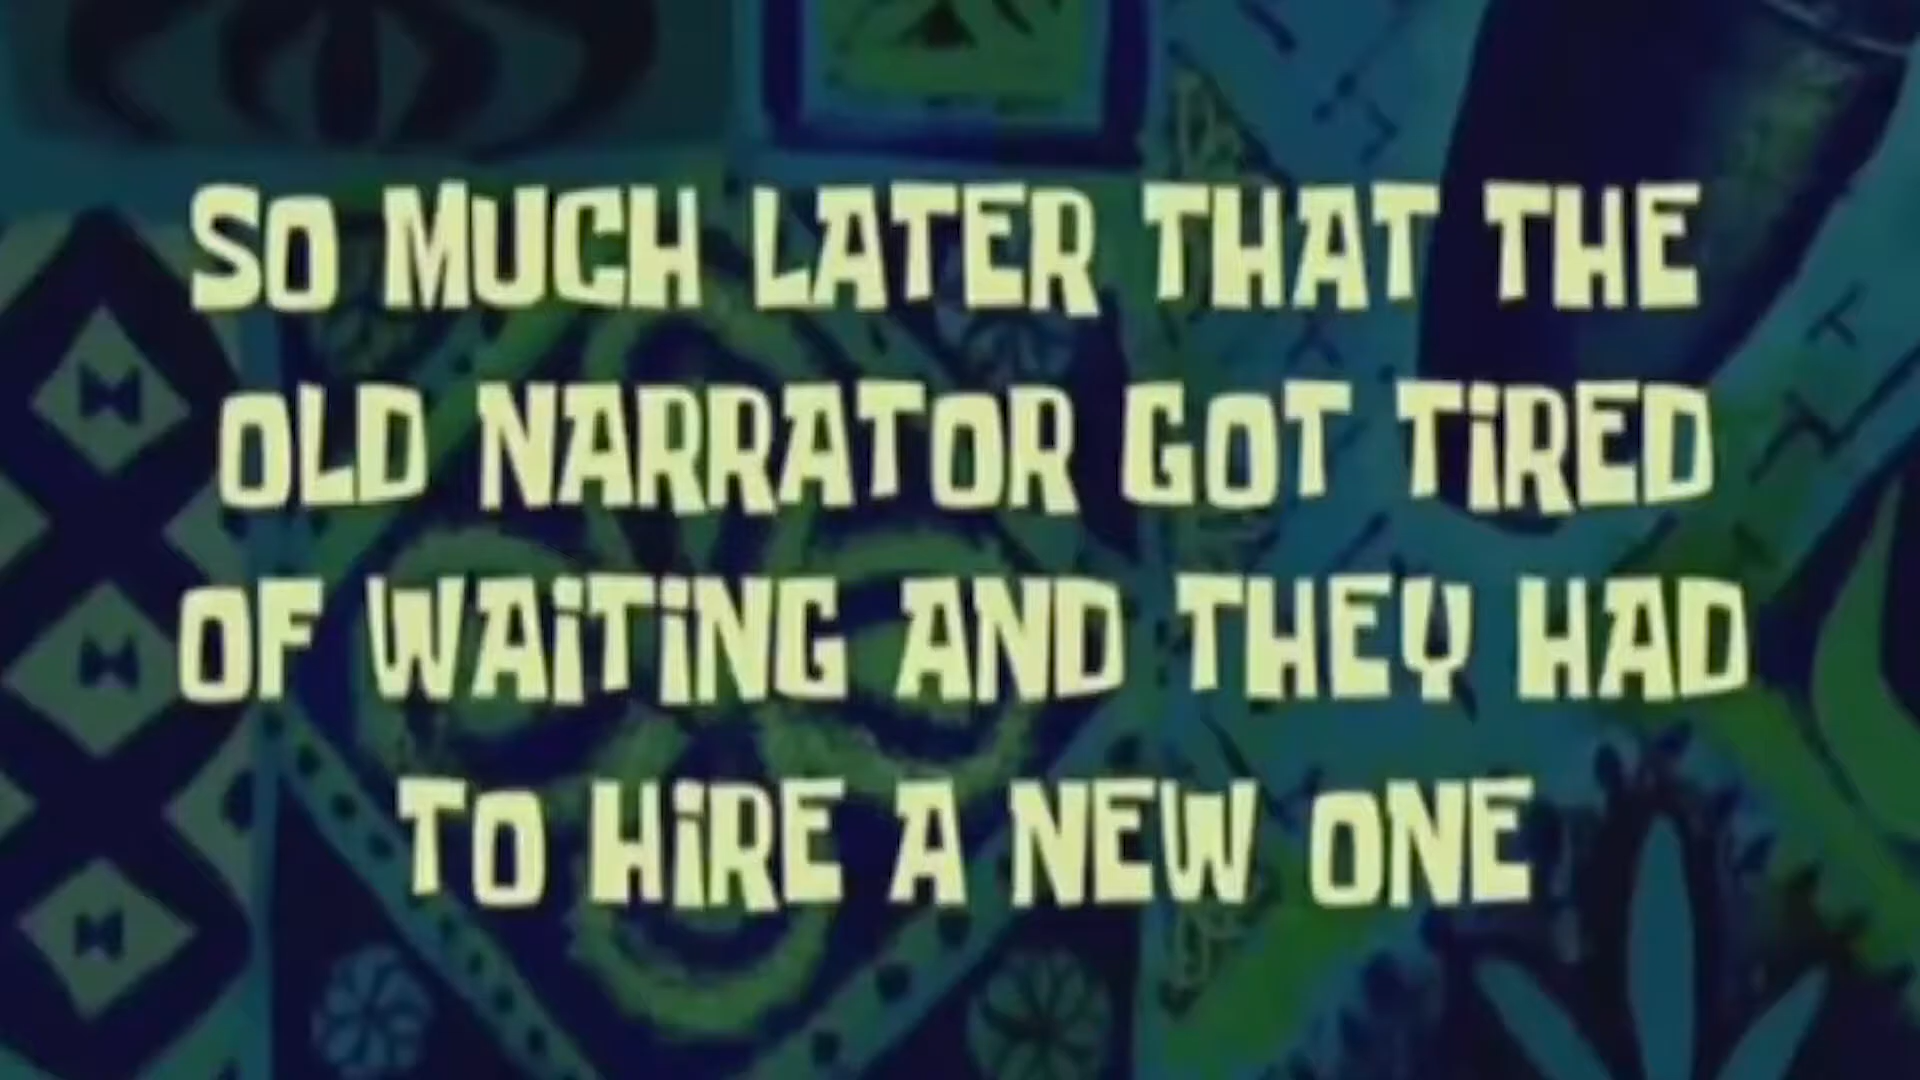 SO MUCH LATER THAT THE
OLD NARRATOR GOT TiRED
OF WAiTiNG AND THEY HAD
TO HiRE A NEW ONE